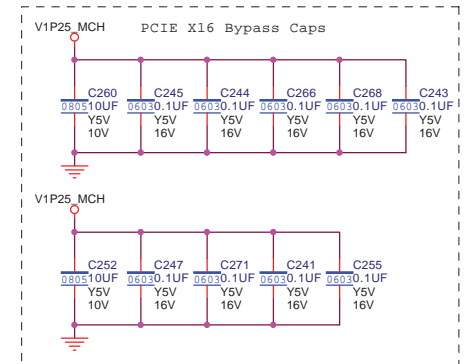 V1P25_MCH PCIE X16 Bypass Caps
C260 C245 C244 C266 C268 C243
0805 10UF 0603 0.1UF 0603 0.1UF 0603 0.1UF 0603 0.1UF 0603 0.1UF
Y5V Y5V Y5V Y5V Y5V Y5V
10V 16V 16V 16V 16V 16V
V1P25_MCH
C252 C247 C271 C241 C255
0805 10UF 0603 0.1UF 0603 0.1UF 0603 0.1UF 0603 0.1UF
Y5V Y5V Y5V Y5V Y5V
10V 16V 16V 16V 16V